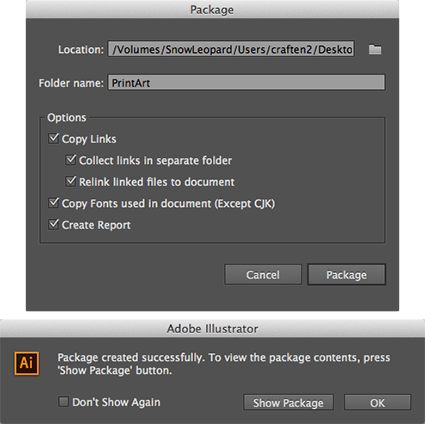 Package
Location: /Volumes/SnowLeopard/Users/craften2/Deskto
Folder name: PrintArt
Options
Copy Links
Collect links in separate folder
Relink linked files to document
Copy Fonts used in document (Except CJK)
Create Report
Cancel Package
Adobe Illustrator
Ai
Package created successfully. To view the package contents, press
'Show Package' button.
Don't Show Again Show Package OK